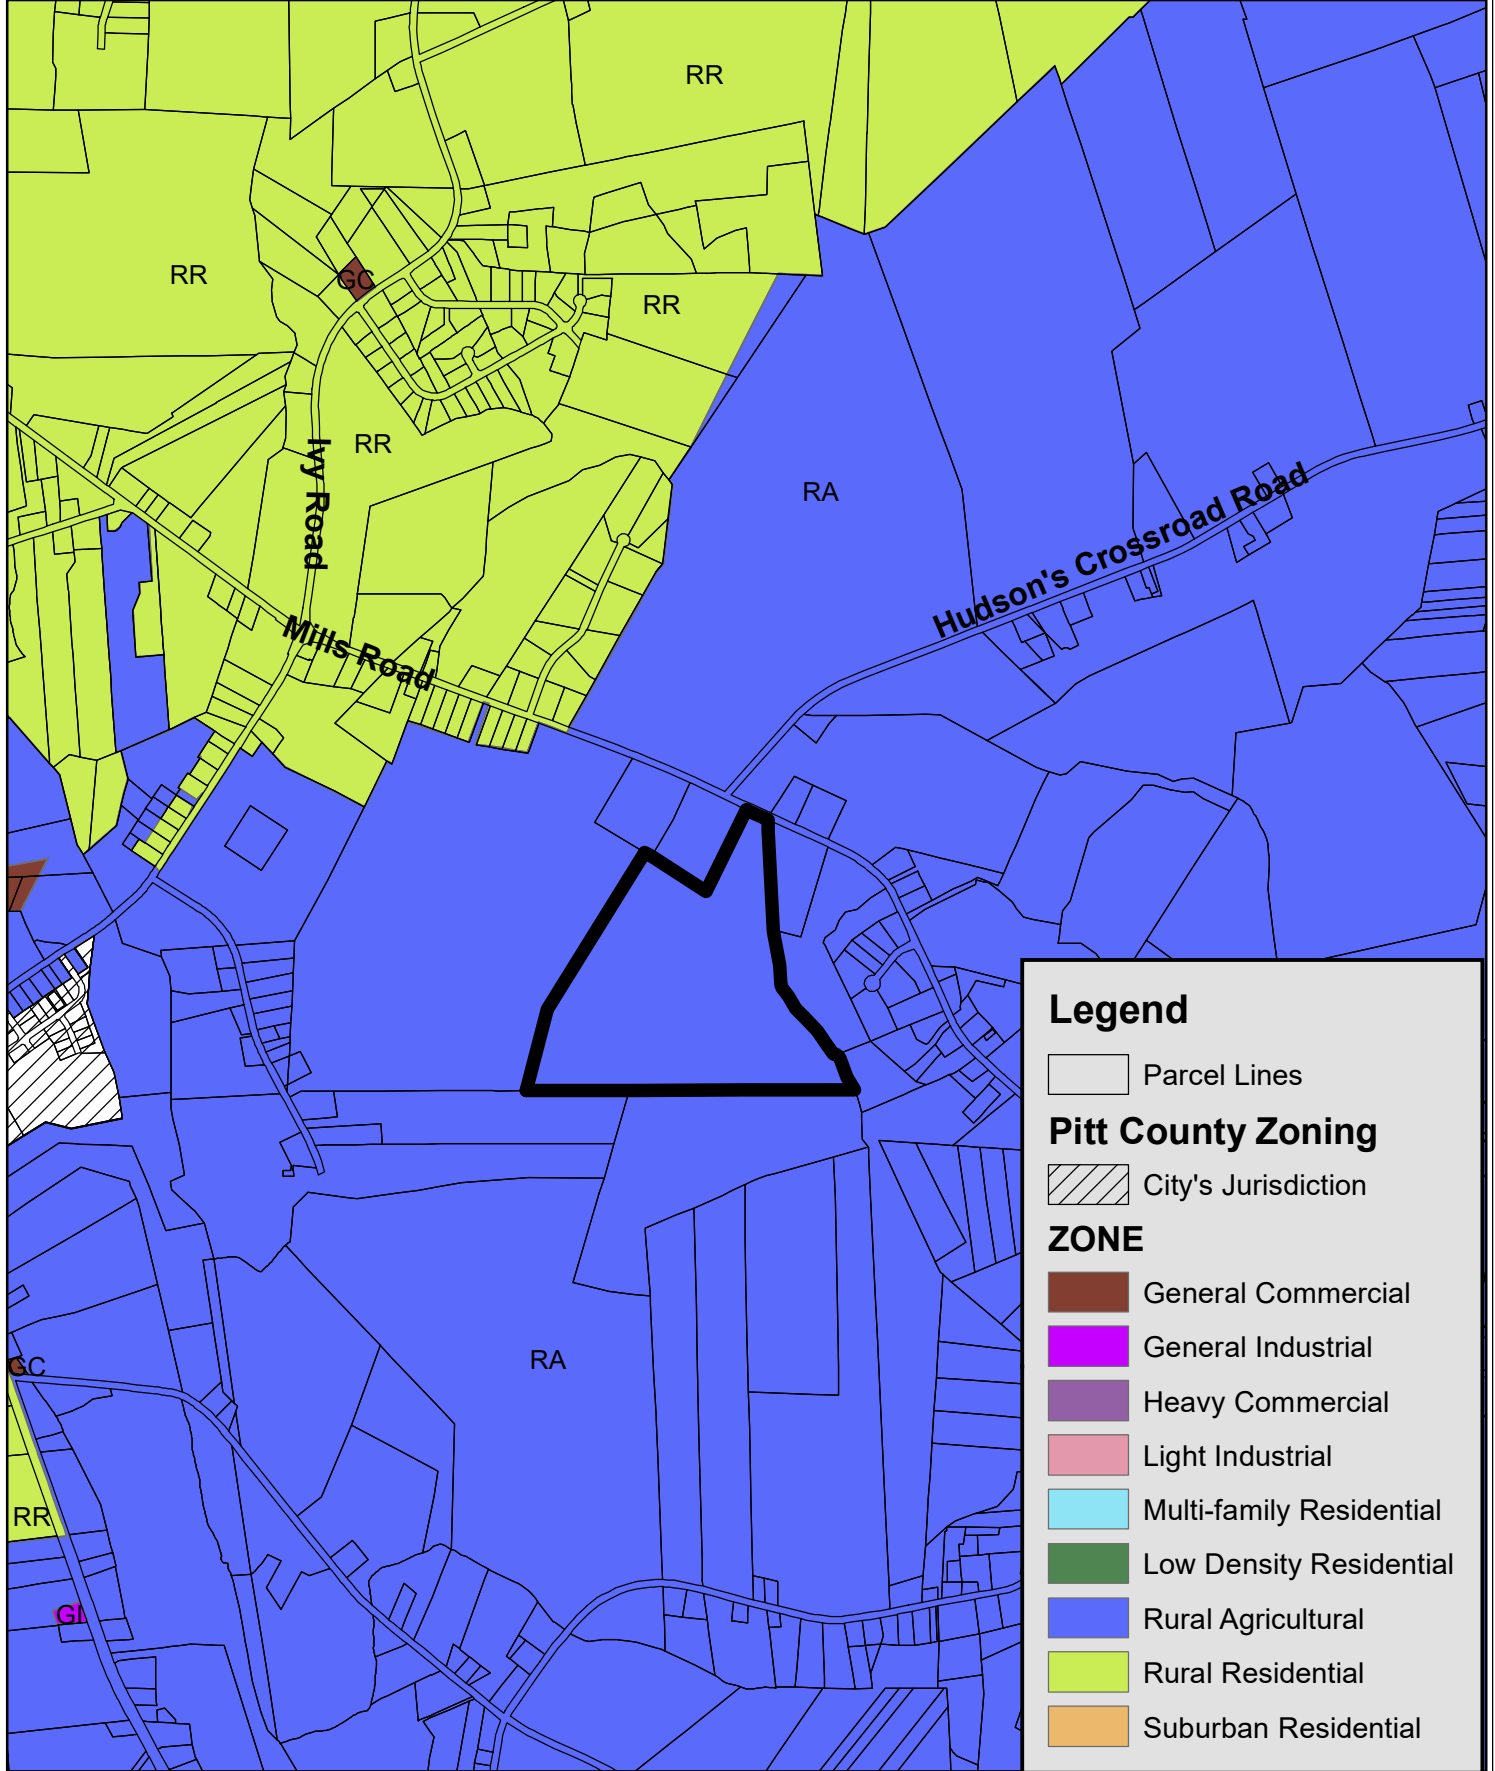 RR
RR
GC
RR
RR
Ivy Road
RA
Hudson's Crossroad Road
Mills Road
Legend
Parcel Lines
Pitt County Zoning
City's Jurisdiction
ZONE
General Commercial
General Industrial
Heavy Commercial
Light Industrial
Multi-family Residential
Low Density Residential
Rural Agricultural
Rural Residential
Suburban Residential
RA
GC
RR
GI